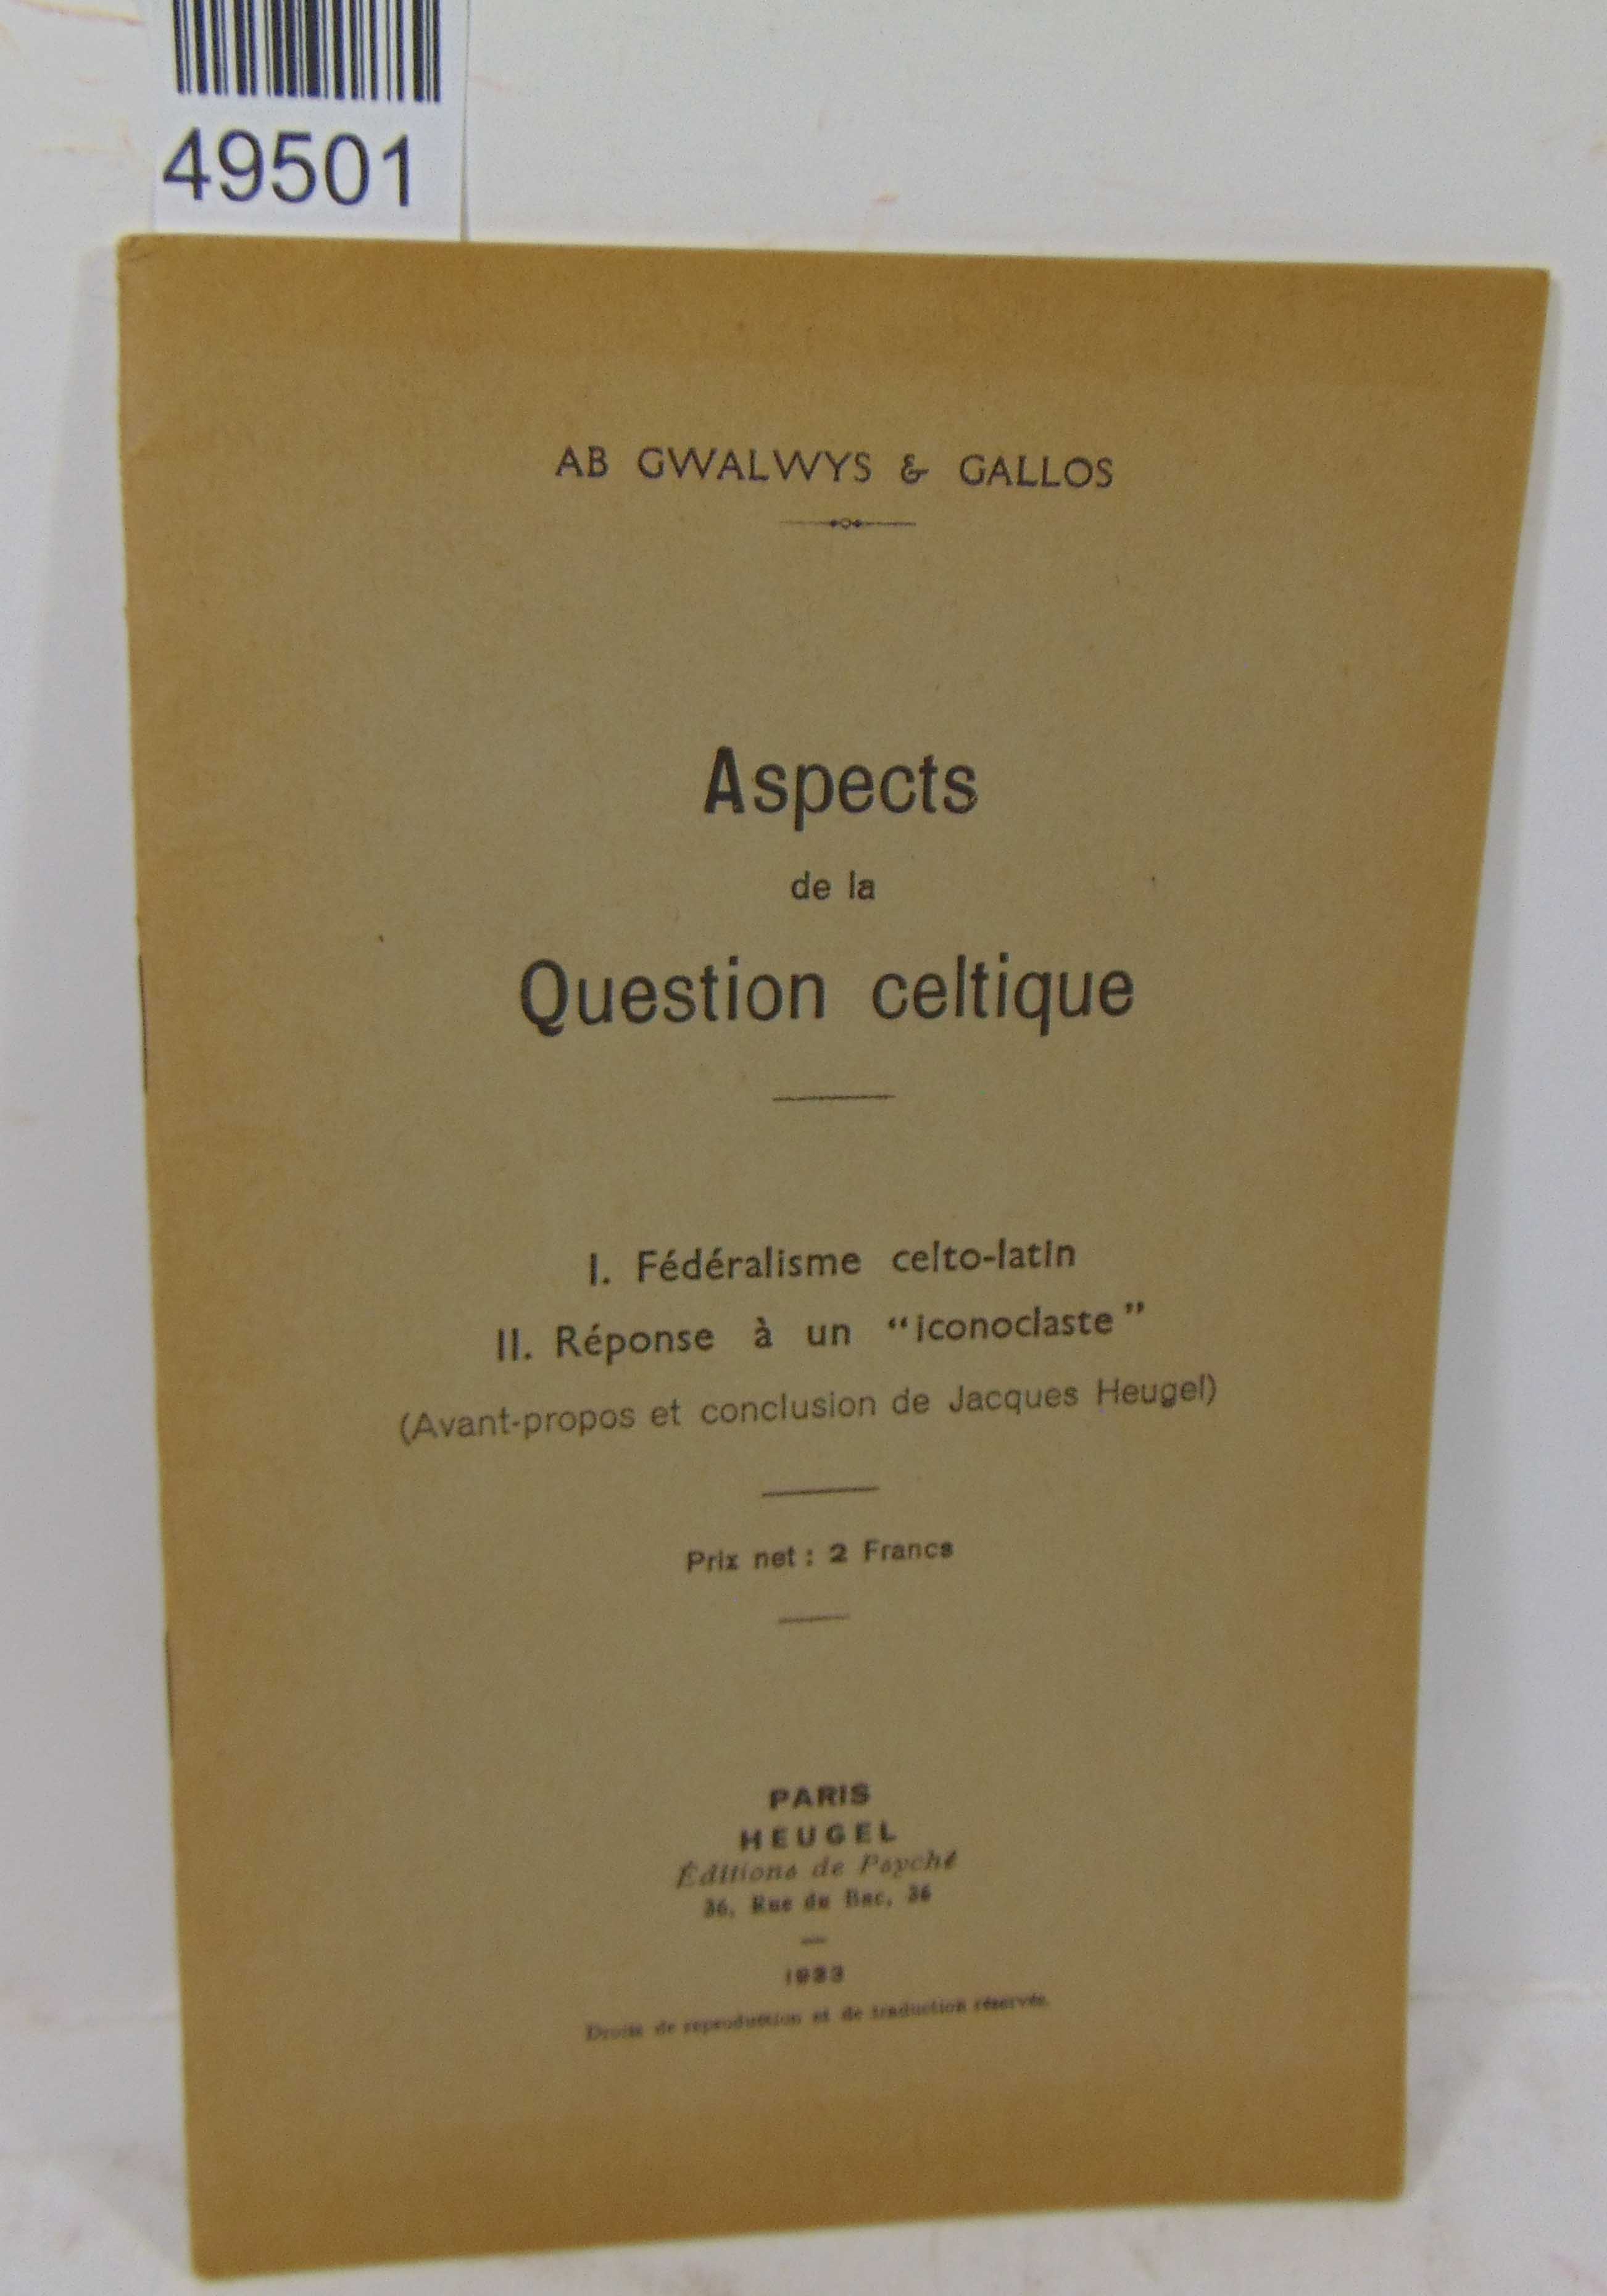 49501
AB GWALWYS & GALLOS
Aspects
de la
Question celtique
I. Fédéralisme celto-latin
II. Réponse à un “iconoclaste”
(Avant-propos et conclusion de Jacques Heugel)
Prix net : 2 Francs
PARIS
HEUGEL
Éditions de Psyché
36, Rue du Bac, 36
1933
Droits de reproduction et de traduction réservés.